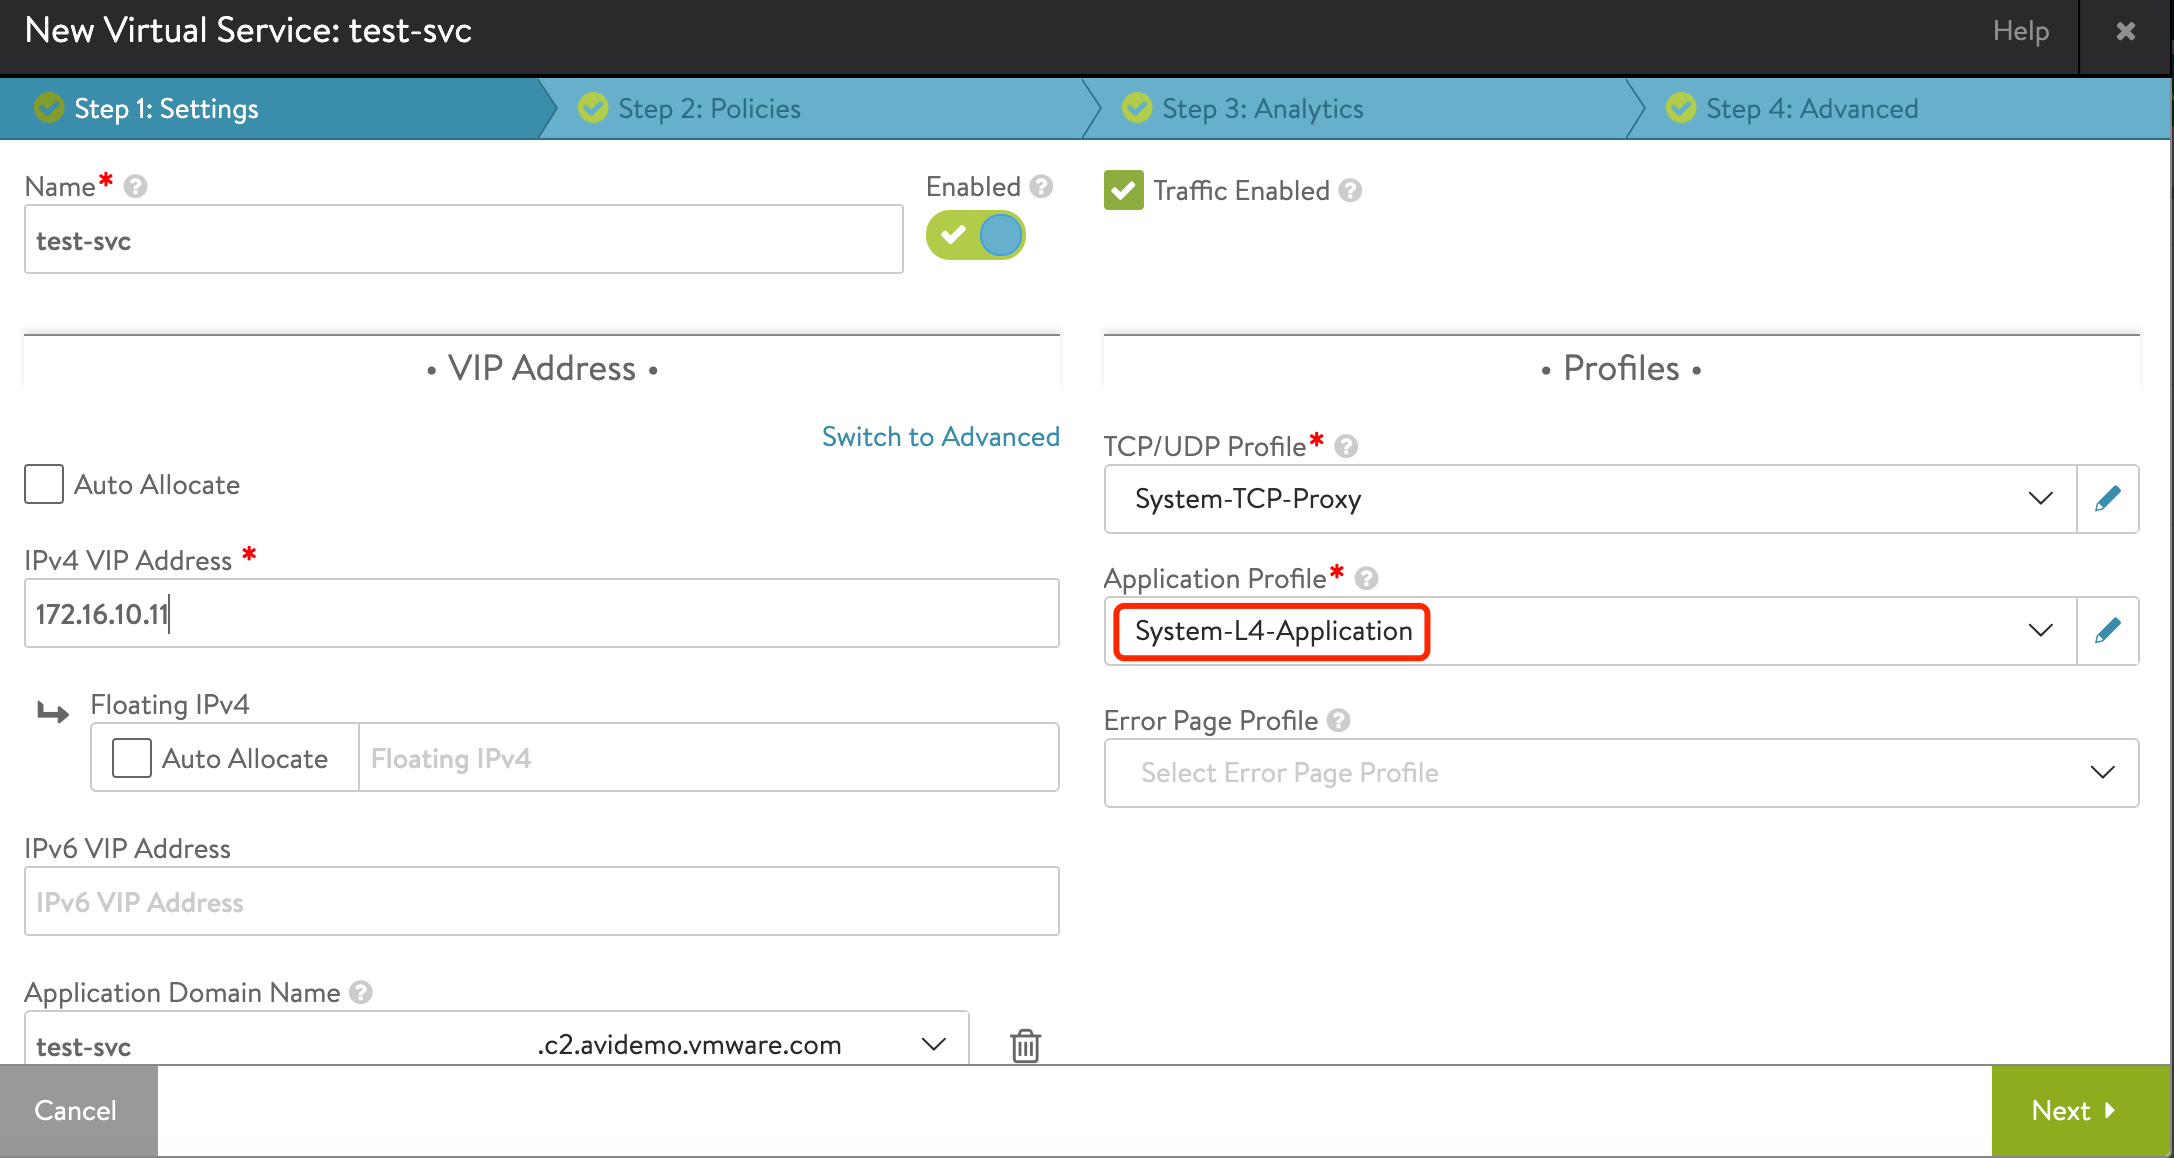 New Virtual Service: test-svc
Help
Step 1: Settings
Step 2: Policies
Step 3: Analytics
Step 4: Advanced
Name*
Enabled
Traffic Enabled
test-svc
• VIP Address •
Switch to Advanced
Auto Allocate
IPv4 VIP Address *
172.16.10.11
Floating IPv4
Auto Allocate
Floating IPv4
IPv6 VIP Address
IPv6 VIP Address
Application Domain Name
test-svc
.c2.avidemo.vmware.com
• Profiles •
TCP/UDP Profile*
System-TCP-Proxy
Application Profile*
System-L4-Application
Error Page Profile
Select Error Page Profile
Cancel
Next